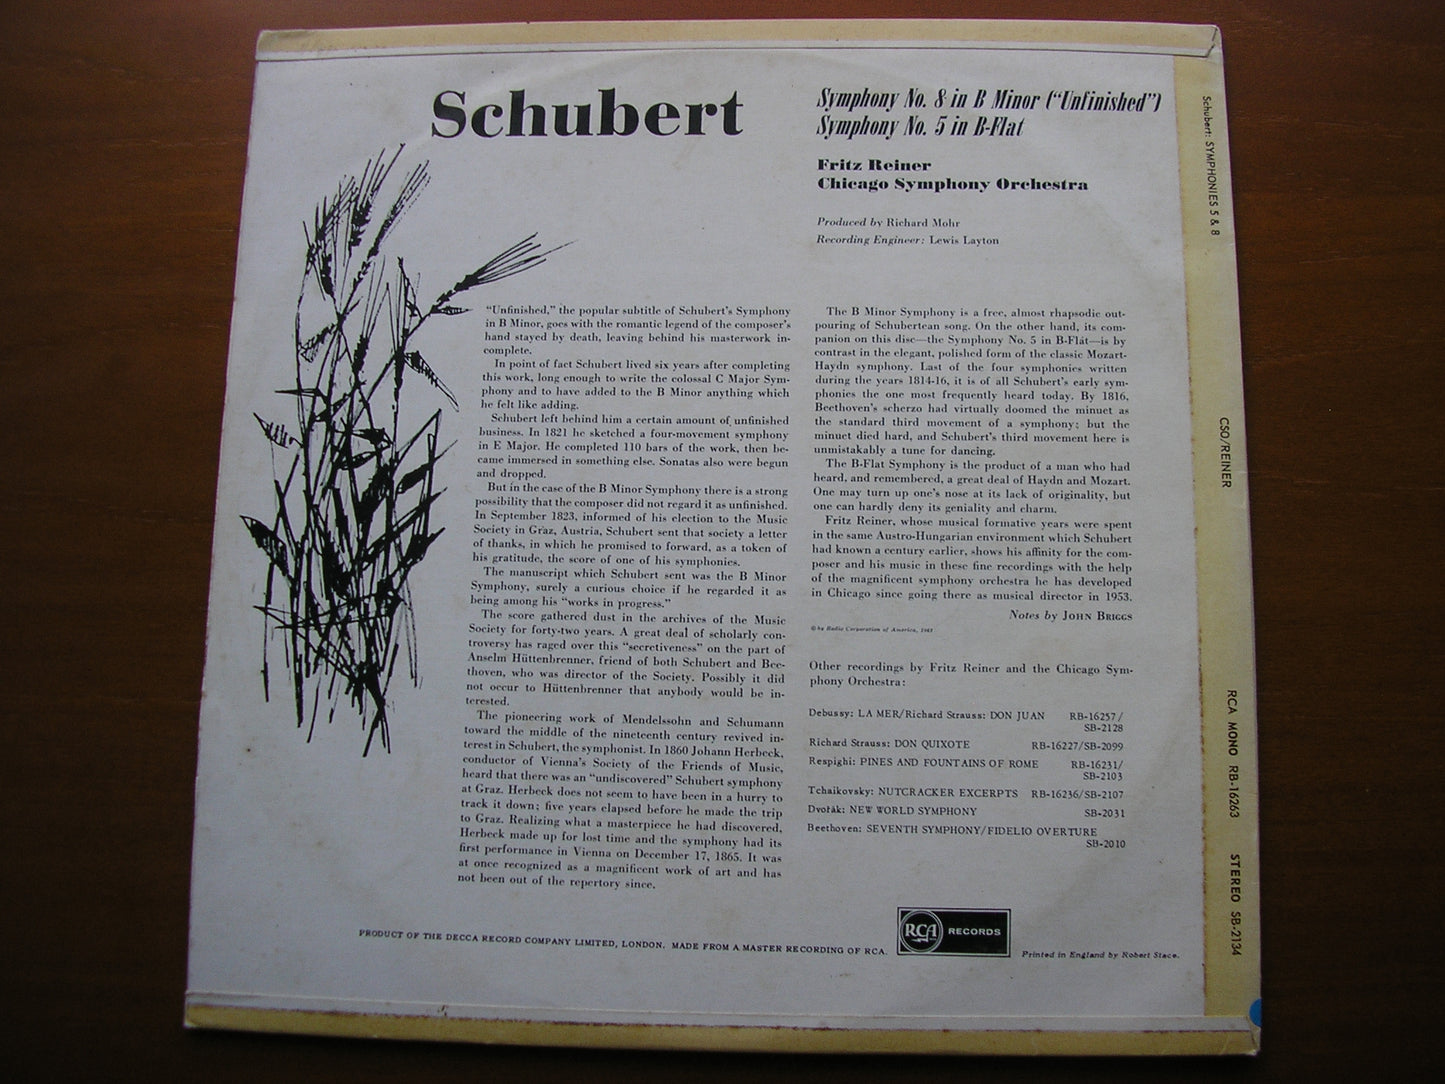 Schubert
Symphony No. 8 in B Minor ("Unfinished")
Symphony No. 5 in B-Flat
Fritz Reiner
Chicago Symphony Orchestra
Produced by Richard Mohr
Recording Engineer: Lewis Layton
"Unfinished," the popular subtitle of Schubert's Symphony
in B Minor, goes with the romantic legend of the composer's
hand stayed by death, leaving behind his masterwork in-
complete.
In point of fact Schubert lived six years after completing
this work, long enough to write the colossal C Major Sym-
phony and to have added to the B Minor anything which
he felt like adding.
Schubert left behind him a certain amount of unfinished
business. In 1821 he sketched a four-movement symphony
in E Major. He completed 110 bars of the work, then be-
came immersed in something else. Sonatas also were begun
and dropped.
But in the case of the B Minor Symphony there is a strong
possibility that the composer did not regard it as unfinished.
In September 1823, informed of his election to the Music
Society in Graz, Austria, Schubert sent that society a letter
of thanks, in which he promised to forward, as a token of
his gratitude, the score of one of his symphonies.
The manuscript which Schubert sent was the B Minor
Symphony, surely a curious choice if he regarded it as
being among his "works in progress."
The score gathered dust in the archives of the Music
Society for forty-two years. A great deal of scholarly con-
troversy has raged over this "secretiveness" on the part of
Anselm Hüttenbrenner, friend of both Schubert and Bee-
thoven, who was director of the Society. Possibly it did
not occur to Hüttenbrenner that anybody would be in-
terested.
The pioneering work of Mendelssohn and Schumann
toward the middle of the nineteenth century revived in-
terest in Schubert, the symphonist. In 1860 Johann Herbeck,
conductor of Vienna's Society of the Friends of Music,
heard that there was an "undiscovered" Schubert symphony
at Graz. Herbeck does not seem to have been in a hurry to
track it down; five years elapsed before he made the trip
to Graz. Realizing what a masterpiece he had discovered,
Herbeck made up for lost time and the symphony had its
first performance in Vienna on December 17, 1865. It was
at once recognized as a magnificent work of art and has
not been out of the repertory since.
The B Minor Symphony is a free, almost rhapsodic out-
pouring of Schubertean song. On the other hand, its com-
panion on this disc—the Symphony No. 5 in B-Flat—is by
contrast in the elegant, polished form of the classic Mozart-
Haydn symphony. Last of the four symphonies written
during the years 1814-16, it is of all Schubert's early sym-
phonies the one most frequently heard today. By 1816,
Beethoven's scherzo had virtually doomed the minuet as
the standard third movement of a symphony; but the
minuet died hard, and Schubert's third movement here is
unmistakably a tune for dancing.
The B-Flat Symphony is the product of a man who had
heard, and remembered, a great deal of Haydn and Mozart.
One may turn up one's nose at its lack of originality, but
one can hardly deny its geniality and charm.
Fritz Reiner, whose musical formative years were spent
in the same Austro-Hungarian environment which Schubert
had known a century earlier, shows his affinity for the com-
poser and his music in these fine recordings with the help
of the magnificent symphony orchestra he has developed
in Chicago since going there as musical director in 1953.
Notes by JOHN BRIGGS
© by Radio Corporation of America, 1961
Other recordings by Fritz Reiner and the Chicago Sym-
phony Orchestra:
Debussy: LA MER/Richard Strauss: DON JUAN RB-16257/
SB-2128
Richard Strauss: DON QUIXOTE RB-16227/SB-2099
Respighi: PINES AND FOUNTAINS OF ROME RB-16231/
SB-2103
Tchaikovsky: NUTCRACKER EXCERPTS RB-16236/SB-2107
Dvořák: NEW WORLD SYMPHONY SB-2031
Beethoven: SEVENTH SYMPHONY/FIDELIO OVERTURE
SB-2010
PRODUCT OF THE DECCA RECORD COMPANY LIMITED, LONDON. MADE FROM A MASTER RECORDING OF RCA.
RCA RECORDS
Printed in England by Robert Stace.
Schubert: SYMPHONIES 5 & 8
CSO/REINER
RCA MONO RB-16263
STEREO SB-2134